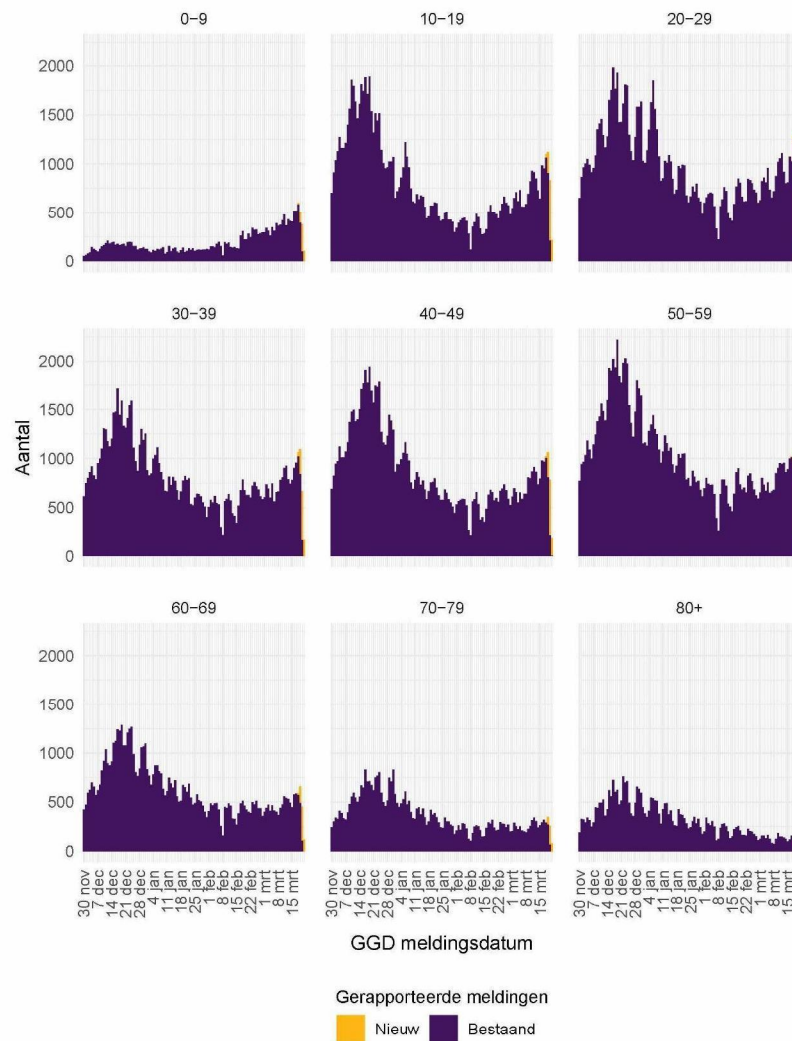 0−9
10−19
20−29
2000
1500
1000
500
0
30−39
40−49
50−59
2000
1500
1000
500
0
Aantal
60−69
70−79
80+
2000
1500
1000
500
0
30 nov
7 dec
14 dec
21 dec
28 dec
4 jan
11 jan
18 jan
25 jan
1 feb
8 feb
15 feb
22 feb
1 mrt
8 mrt
15 mrt
30 nov
7 dec
14 dec
21 dec
28 dec
4 jan
11 jan
18 jan
25 jan
1 feb
8 feb
15 feb
22 feb
1 mrt
8 mrt
15 mrt
30 nov
7 dec
14 dec
21 dec
28 dec
4 jan
11 jan
18 jan
25 jan
1 feb
8 feb
15 feb
22 feb
1 mrt
8 mrt
15 mrt
GGD meldingsdatum
Gerapporteerde meldingen
Nieuw
Bestaand